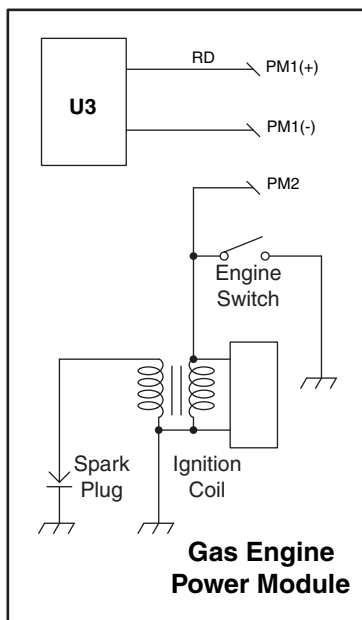 RD
PM1(+)
U3
PM1(-)
PM2
Engine
Switch
Spark
Plug
Ignition
Coil
Gas Engine
Power Module